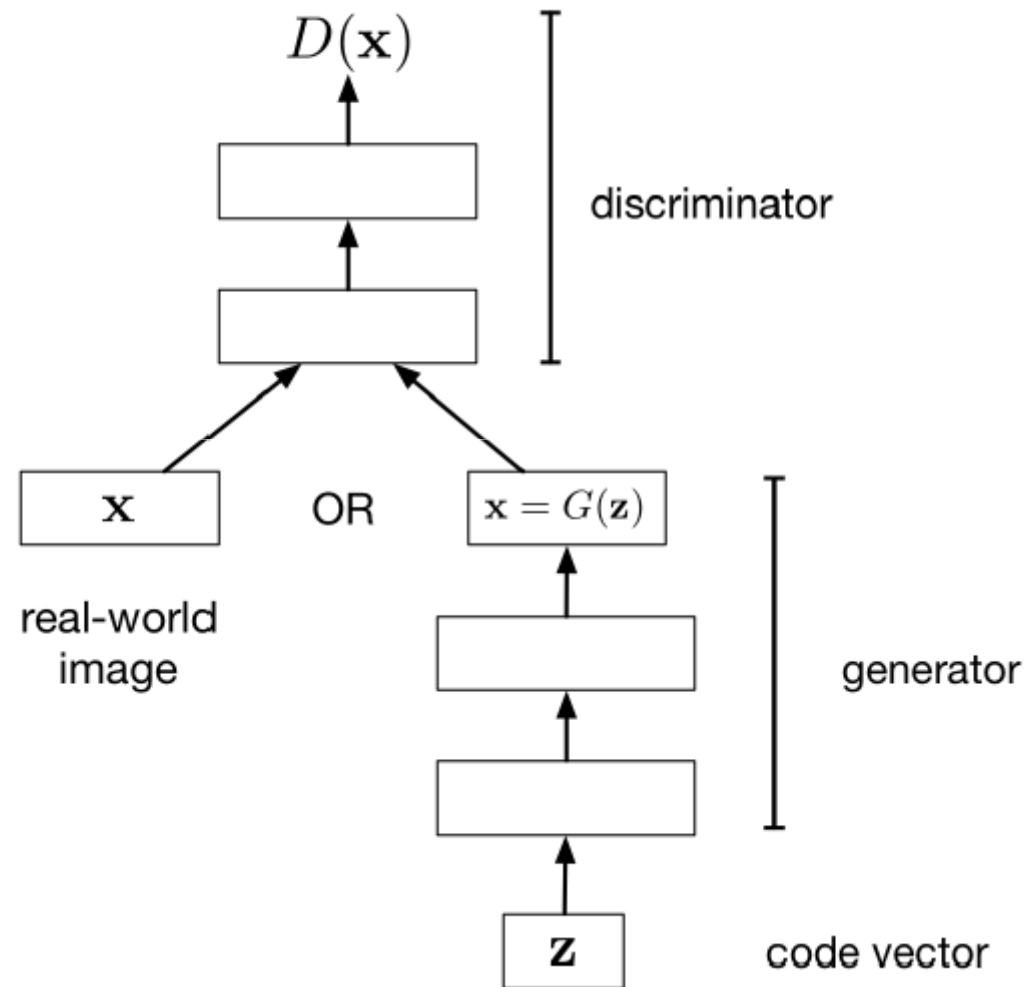 D(x)
discriminator
x
OR
x = G(z)
real-world
image
generator
z
code vector